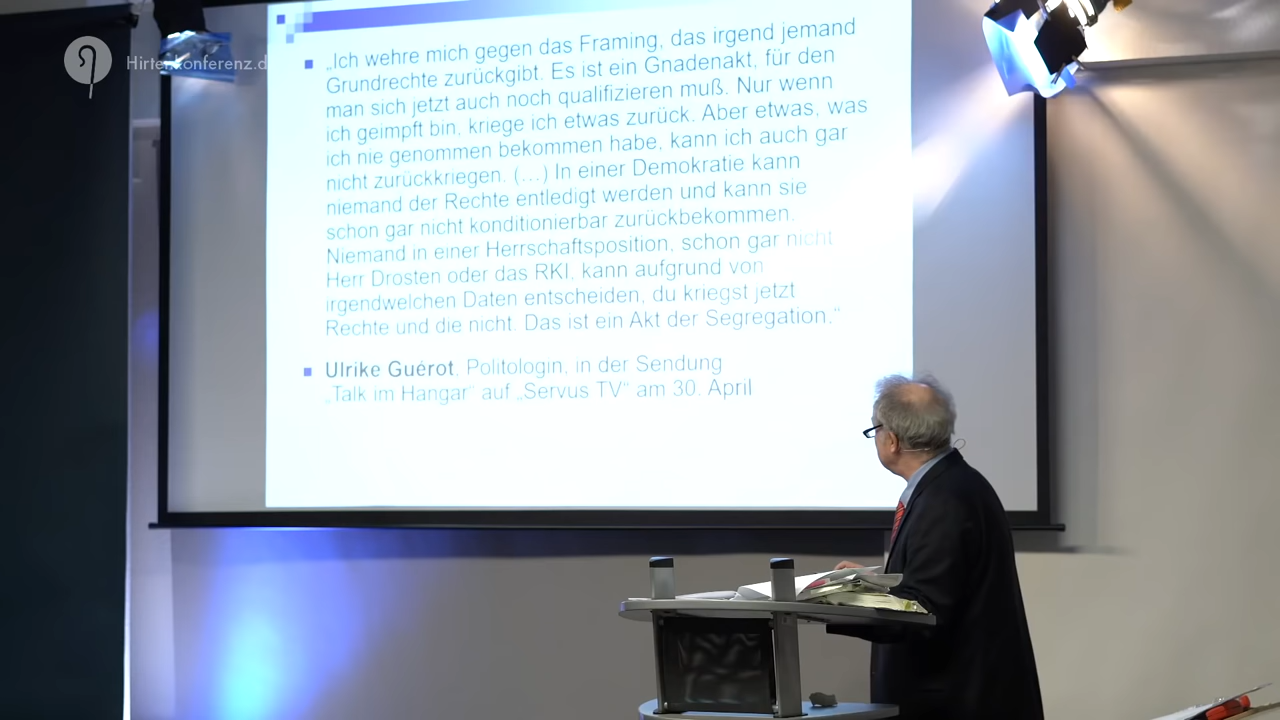 Hirtenkonferenz.d
„Ich wehre mich gegen das Framing, das irgend jemand
Grundrechte zurückgibt. Es ist ein Gnadenakt, für den
man sich jetzt auch noch qualifizieren muß. Nur wenn
ich geimpft bin, kriege ich etwas zurück. Aber etwas, was
ich nie genommen bekommen habe, kann ich auch gar
nicht zurückkriegen. (…) In einer Demokratie kann
niemand der Rechte entledigt werden und kann sie
schon gar nicht konditionierbar zurückbekommen.
Niemand in einer Herrschaftsposition, schon gar nicht
Herr Drosten oder das RKI, kann aufgrund von
irgendwelchen Daten entscheiden, du kriegst jetzt
Rechte und die nicht. Das ist ein Akt der Segregation.“
Ulrike Guérot, Politologin, in der Sendung
„Talk im Hangar“ auf „Servus TV“ am 30. April